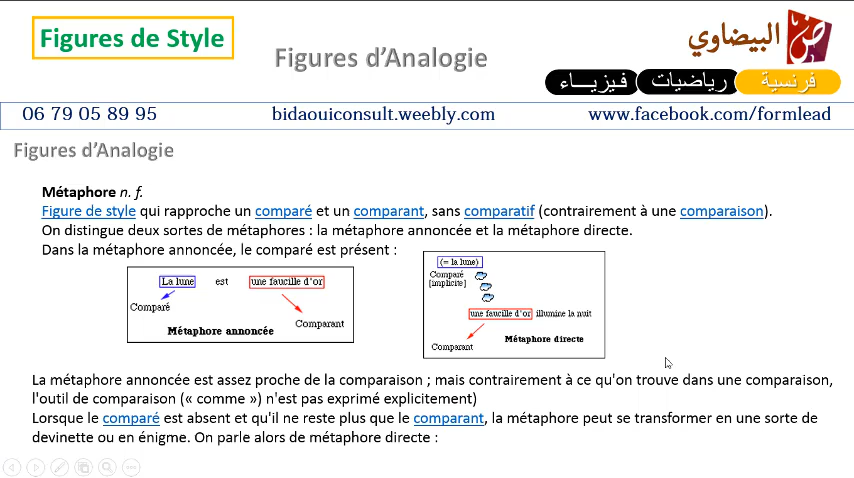 Figures de Style
Figures d'Analogie
البيضاوي
صح
فيزيـــاء
رياضيات
فرنسية
06 79 05 89 95
bidaouiconsult.weebly.com
www.facebook.com/formlead
Figures d'Analogie
Métaphore n. f.
Figure de style qui rapproche un comparé et un comparant, sans comparatif (contrairement à une comparaison).
On distingue deux sortes de métaphores : la métaphore annoncée et la métaphore directe.
Dans la métaphore annoncée, le comparé est présent :
La lune est une faucille d'or
Comparé
Comparant
Métaphore annoncée
(= la lune)
Comparé
[implicite]
une faucille d'or illumine la nuit
Métaphore directe
Comparant
La métaphore annoncée est assez proche de la comparaison ; mais contrairement à ce qu'on trouve dans une comparaison,
l'outil de comparaison (« comme ») n'est pas exprimé explicitement)
Lorsque le comparé est absent et qu'il ne reste plus que le comparant, la métaphore peut se transformer en une sorte de
devinette ou en énigme. On parle alors de métaphore directe :